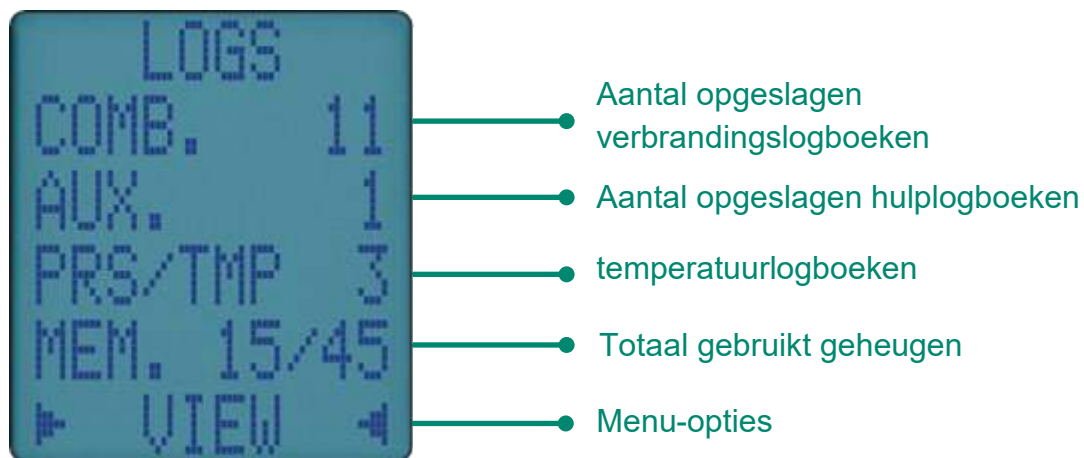 LOGS
COMB. 11
AUX. 1
PRS/TMP 3
MEM. 15/45
VIEW
Aantal opgeslagen
verbrandingslogboeken
Aantal opgeslagen hulplogboeken
temperatuurlogboeken
Totaal gebruikt geheugen
Menu-opties